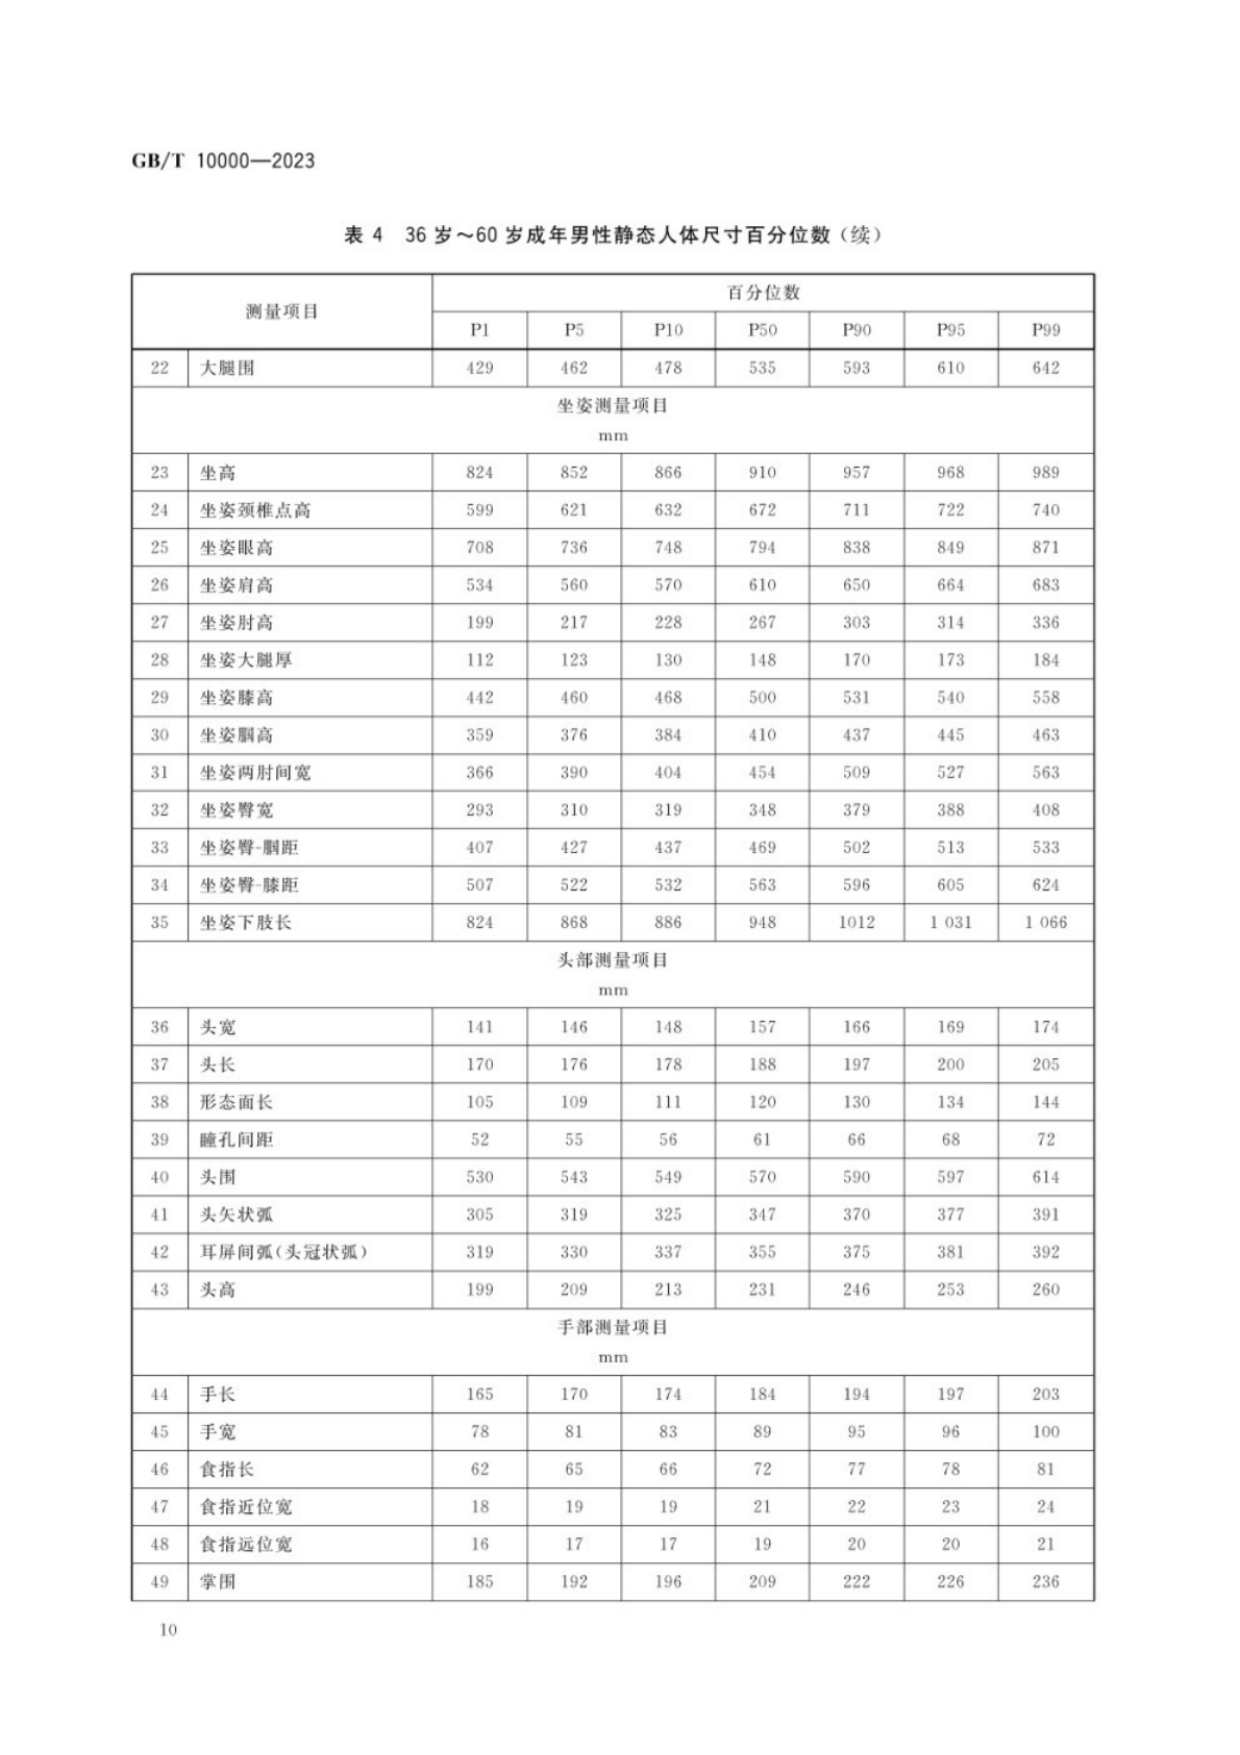 GB/T 10000—2023
表 4 36 岁～60 岁成年男性静态人体尺寸百分位数（续）
测量项目 百分位数
P1 P5 P10 P50 P90 P95 P99
22 大腿围 429 462 478 535 593 610 642
坐姿测量项目
mm
23 坐高 824 852 866 910 957 968 989
24 坐姿颈椎点高 599 621 632 672 711 722 740
25 坐姿眼高 708 736 748 794 838 849 871
26 坐姿肩高 534 560 570 610 650 664 683
27 坐姿肘高 199 217 228 267 303 314 336
28 坐姿大腿厚 112 123 130 148 170 173 184
29 坐姿膝高 442 460 468 500 531 540 558
30 坐姿腘高 359 376 384 410 437 445 463
31 坐姿两肘间宽 366 390 404 454 509 527 563
32 坐姿臀宽 293 310 319 348 379 388 408
33 坐姿臀-腘距 407 427 437 469 502 513 533
34 坐姿臀-膝距 507 522 532 563 596 605 624
35 坐姿下肢长 824 868 886 948 1012 1 031 1 066
头部测量项目
mm
36 头宽 141 146 148 157 166 169 174
37 头长 170 176 178 188 197 200 205
38 形态面长 105 109 111 120 130 134 144
39 瞳孔间距 52 55 56 61 66 68 72
40 头围 530 543 549 570 590 597 614
41 头矢状弧 305 319 325 347 370 377 391
42 耳屏间弧（头冠状弧） 319 330 337 355 375 381 392
43 头高 199 209 213 231 246 253 260
手部测量项目
mm
44 手长 165 170 174 184 194 197 203
45 手宽 78 81 83 89 95 96 100
46 食指长 62 65 66 72 77 78 81
47 食指近位宽 18 19 19 21 22 23 24
48 食指远位宽 16 17 17 19 20 20 21
49 掌围 185 192 196 209 222 226 236
10